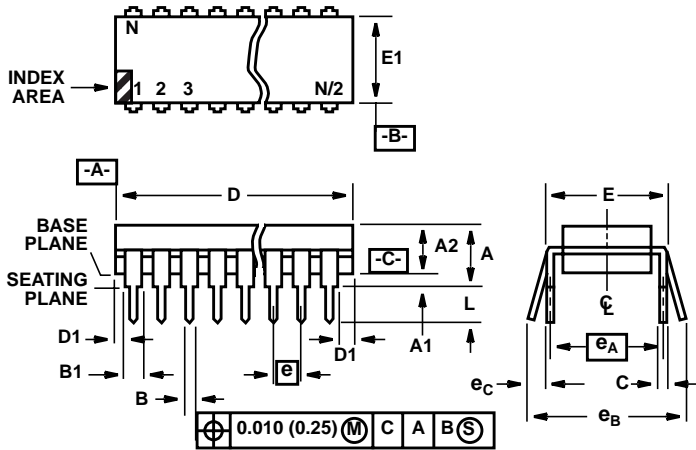 N
INDEX
AREA
1 2 3 N/2
E1
-B-
-A-
D
E
BASE
PLANE
A2
A
-C-
SEATING
PLANE
L
D1
A1
D1
B1
e
B
eA
eC
C
eB
0.010 (0.25) M C A B S
CL